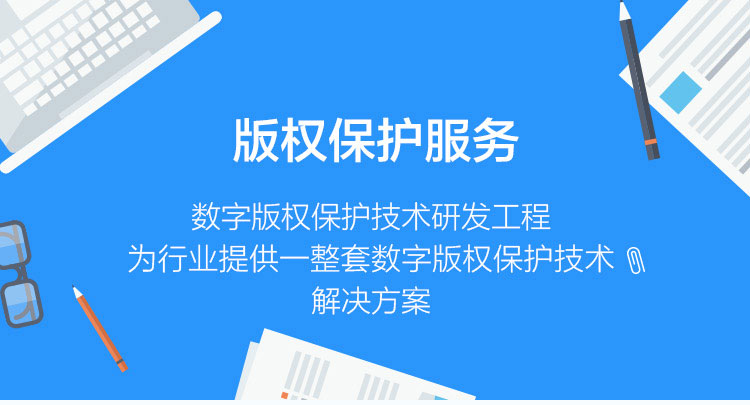 版权保护服务
数字版权保护技术研发工程
为行业提供一整套数字版权保护技术
解决方案